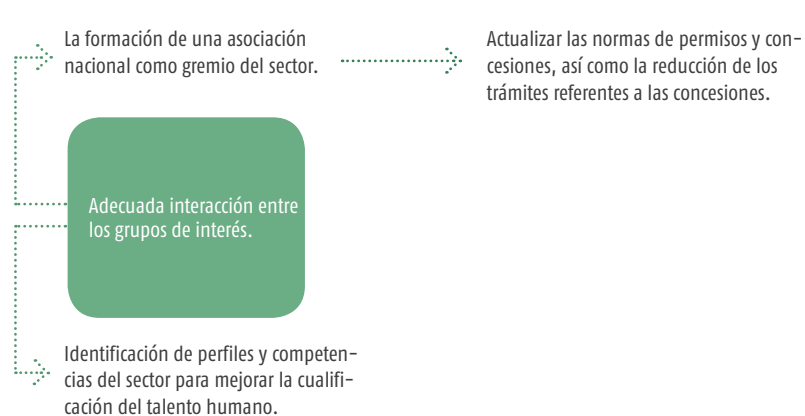 La formación de una asociación
nacional como gremio del sector.
Actualizar las normas de permisos y con-
cesiones, así como la reducción de los
trámites referentes a las concesiones.
Adecuada interacción entre
los grupos de interés.
Identificación de perfiles y competen-
cias del sector para mejorar la cualifi-
cación del talento humano.